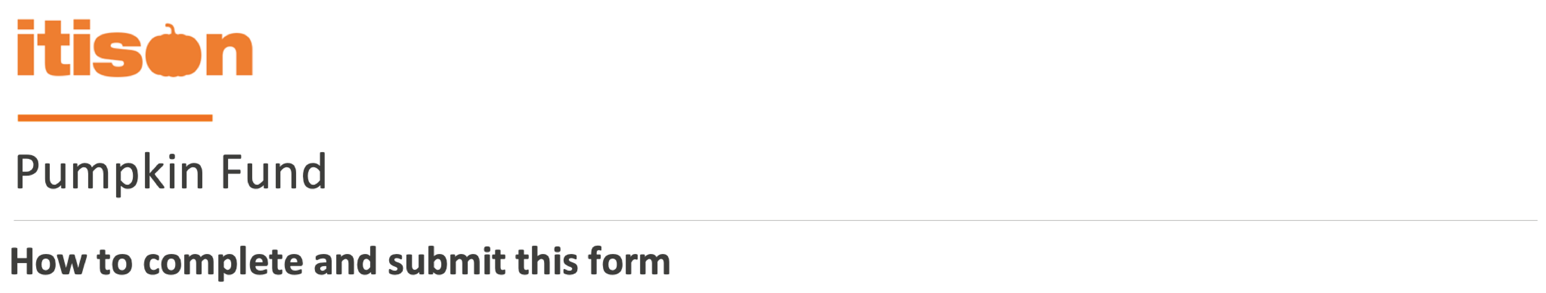 itison
Pumpkin Fund
How to complete and submit this form